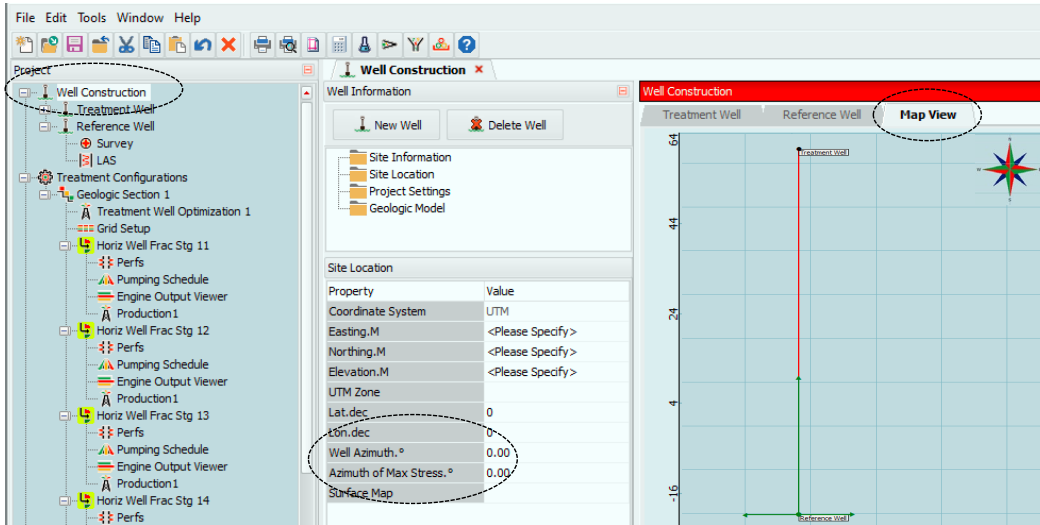 File Edit Tools Window Help
Project
Well Construction
Treatment Well
Reference Well
Survey
LAS
Treatment Configurations
Geologic Section 1
Treatment Well Optimization 1
Grid Setup
Horiz Well Frac Stg 11
Perfs
Pumping Schedule
Engine Output Viewer
Production1
Horiz Well Frac Stg 12
Perfs
Pumping Schedule
Engine Output Viewer
Production1
Horiz Well Frac Stg 13
Perfs
Pumping Schedule
Engine Output Viewer
Production1
Horiz Well Frac Stg 14
Perfs
Well Construction
Well Information
New Well Delete Well
Site Information
Site Location
Project Settings
Geologic Model
Site Location
Property Value
Coordinate System UTM
Easting.M <Please Specify>
Northing.M <Please Specify>
Elevation.M <Please Specify>
UTM Zone
Lat.dec 0
Lon.dec 0
Well Azimuth.° 0.00
Azimuth of Max Stress.° 0.00
Surface Map
Well Construction
Treatment Well Reference Well Map View
64
Treatment Well
44
24
4
-16
Reference Well